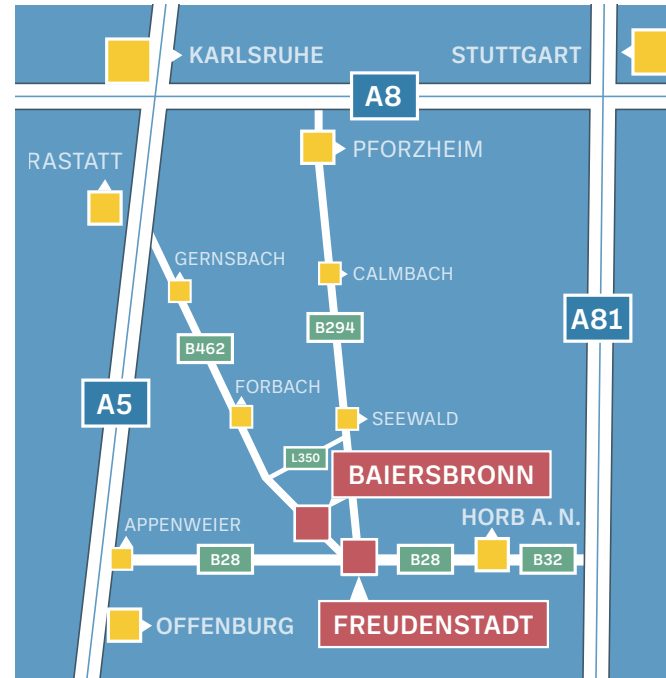 KARLSRUHE
STUTTGART
A8
PFORZHEIM
RASTATT
GERNSBACH
CALMBACH
B294
A81
B462
A5
FORBACH
SEEWALD
L350
BAIERSBRONN
HORB A. N.
APPENWEIER
B28
B28
B32
OFFENBURG
FREUDENSTADT